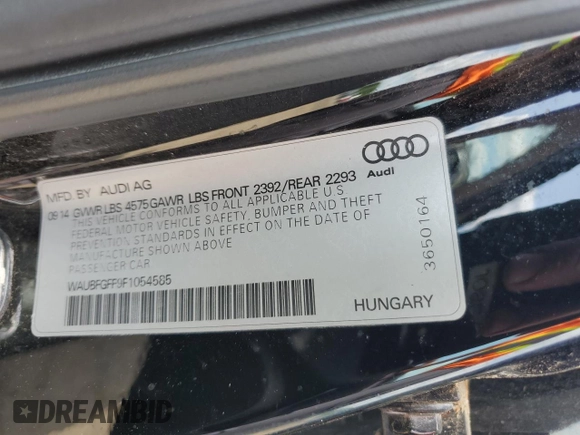 MFD. BY AUDI AG
09 14 GVWR LBS 4575 GAWR LBS FRONT 2392/REAR 2293
THIS VEHICLE CONFORMS TO ALL APPLICABLE U.S
FEDERAL MOTOR VEHICLE SAFETY, BUMPER AND THEFT
PREVENTION STANDARDS IN EFFECT ON THE DATE OF
MANUFACTURE SHOWN ABOVE
PASSENGER CAR
WAUBFGFF9F1054585
Audi
3650164
HUNGARY
DREAMBID